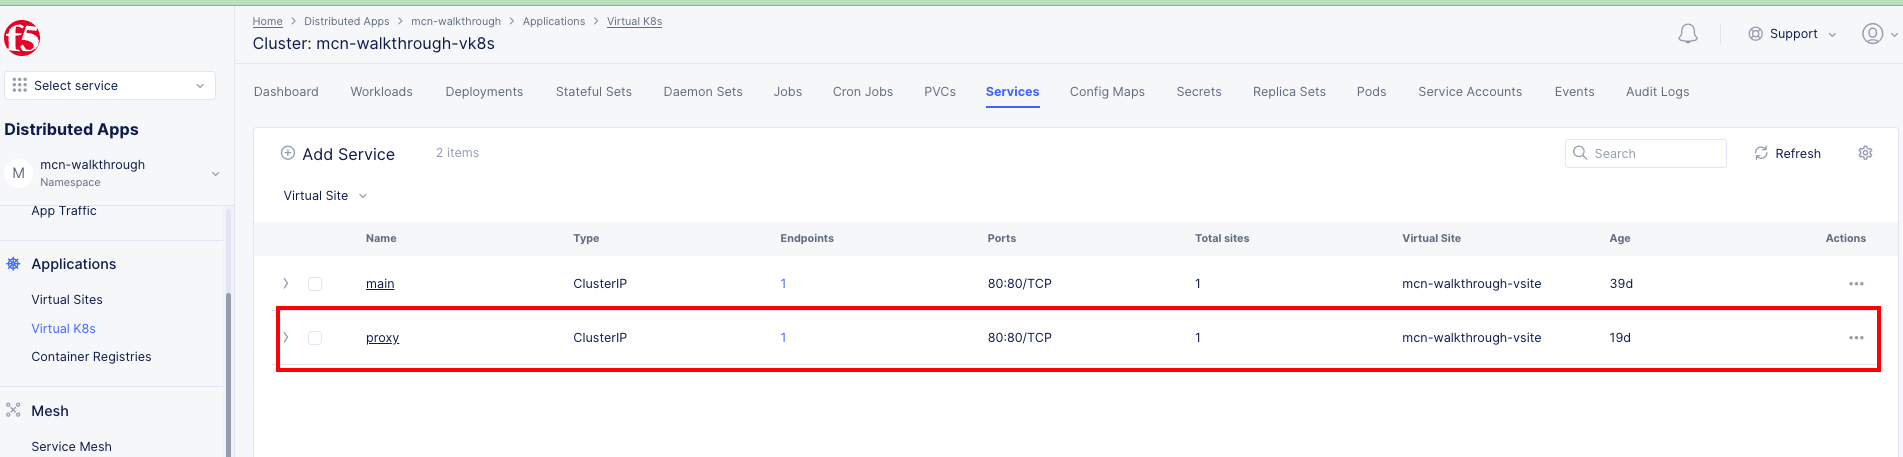 f5
Home > Distributed Apps > mcn-walkthrough > Applications > Virtual K8s
Cluster: mcn-walkthrough-vk8s
Support
Select service
Distributed Apps
M
mcn-walkthrough
Namespace
App Traffic
Applications
Virtual Sites
Virtual K8s
Container Registries
Mesh
Service Mesh
Dashboard Workloads Deployments Stateful Sets Daemon Sets Jobs Cron Jobs PVCs Services Config Maps Secrets Replica Sets Pods Service Accounts Events Audit Logs
Add Service 2 items Search Refresh
Virtual Site
Name Type Endpoints Ports Total sites Virtual Site Age Actions
main ClusterIP 1 80:80/TCP 1 mcn-walkthrough-vsite 39d
proxy ClusterIP 1 80:80/TCP 1 mcn-walkthrough-vsite 19d